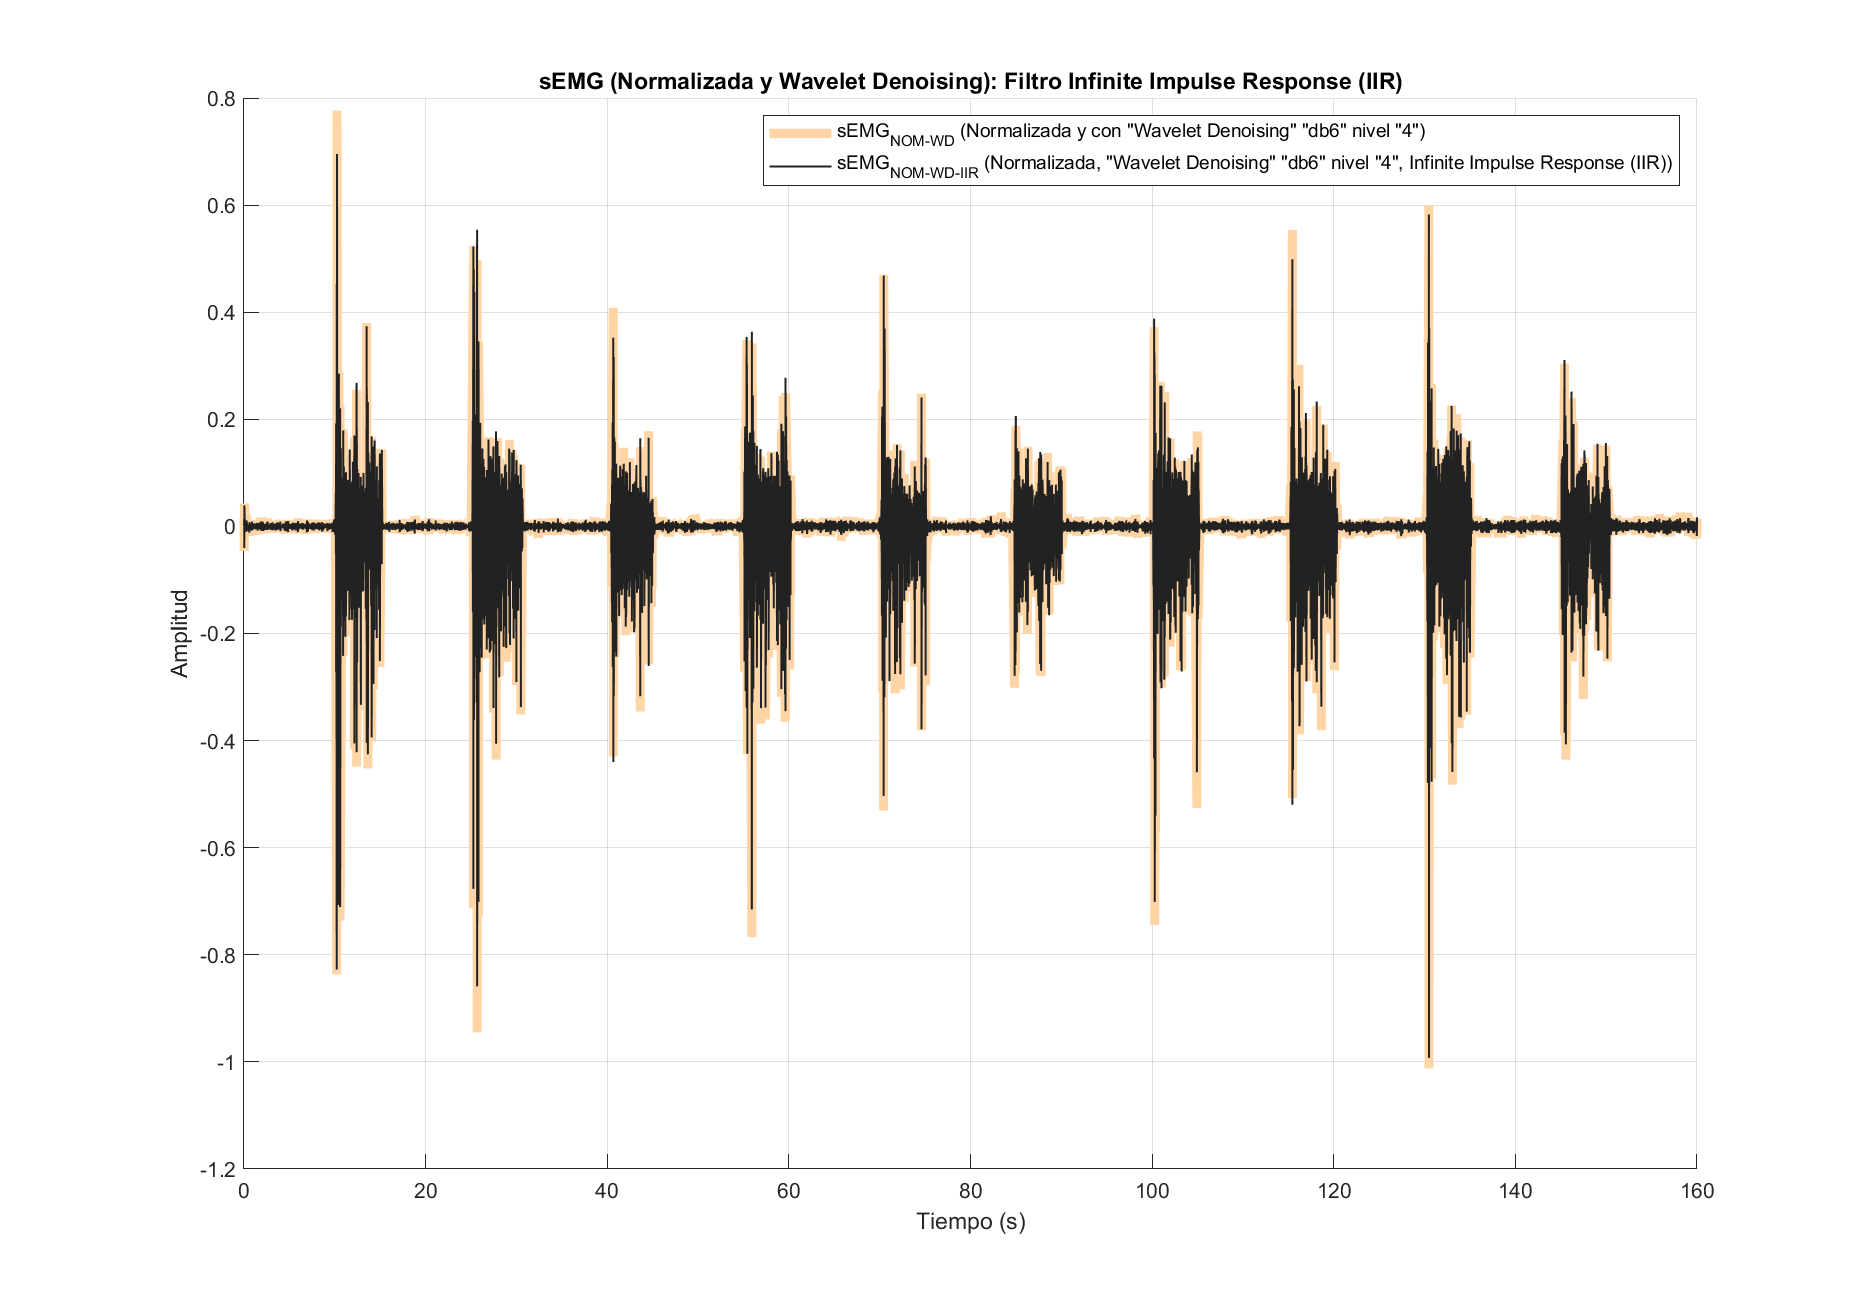 sEMG (Normalizada y Wavelet Denoising): Filtro Infinite Impulse Response (IIR)
sEMG_NOM-WD (Normalizada y con "Wavelet Denoising" "db6" nivel "4")
sEMG_NOM-WD-IIR (Normalizada, "Wavelet Denoising" "db6" nivel "4", Infinite Impulse Response (IIR))
0.8
0.6
0.4
0.2
0
-0.2
-0.4
-0.6
-0.8
-1
-1.2
Amplitud
0 20 40 60 80 100 120 140 160
Tiempo (s)